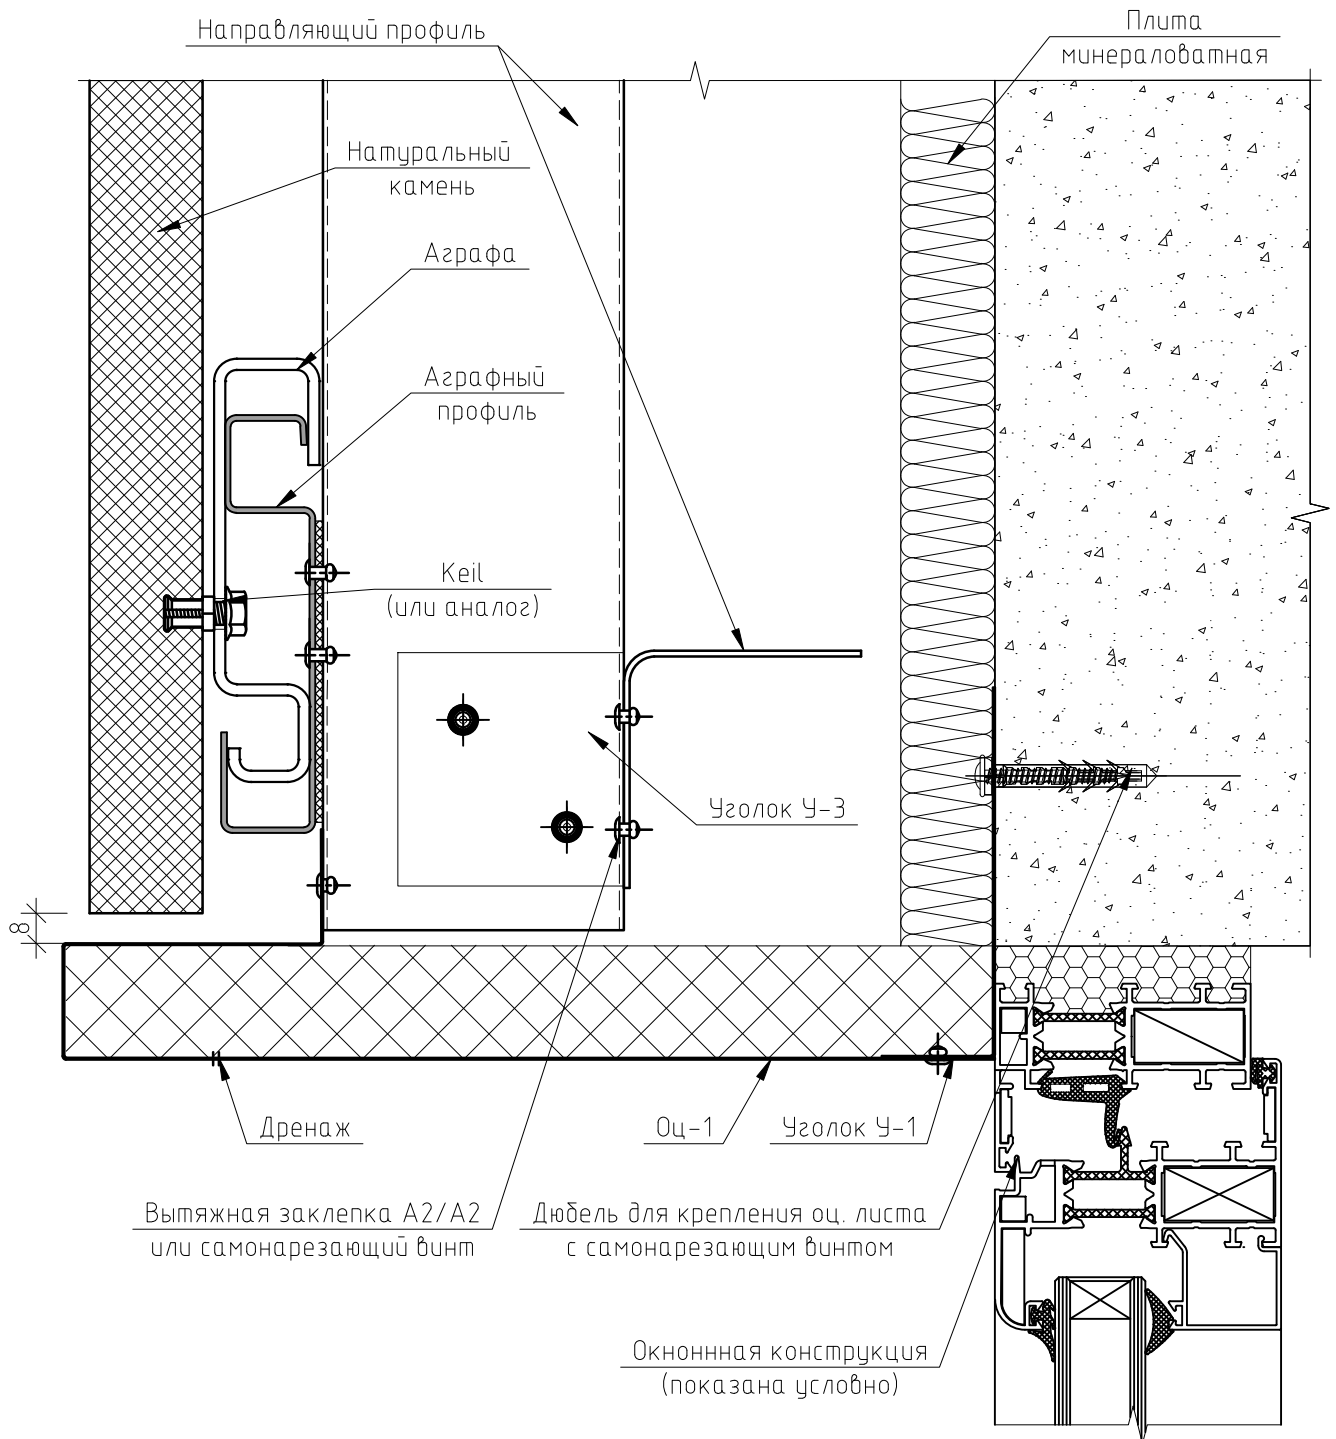 Направляющий профиль
Плита
минераловатная
Натуральный
камень
Аграфа
Аграфный
профиль
Keil
(или аналог)
Уголок У-3
8
Дренаж
Оц-1
Уголок У-1
Вытяжная заклепка А2/А2
или самонарезающий винт
Дюбель для крепления оц. листа
с самонарезающим винтом
Окноннная конструкция
(показана условно)